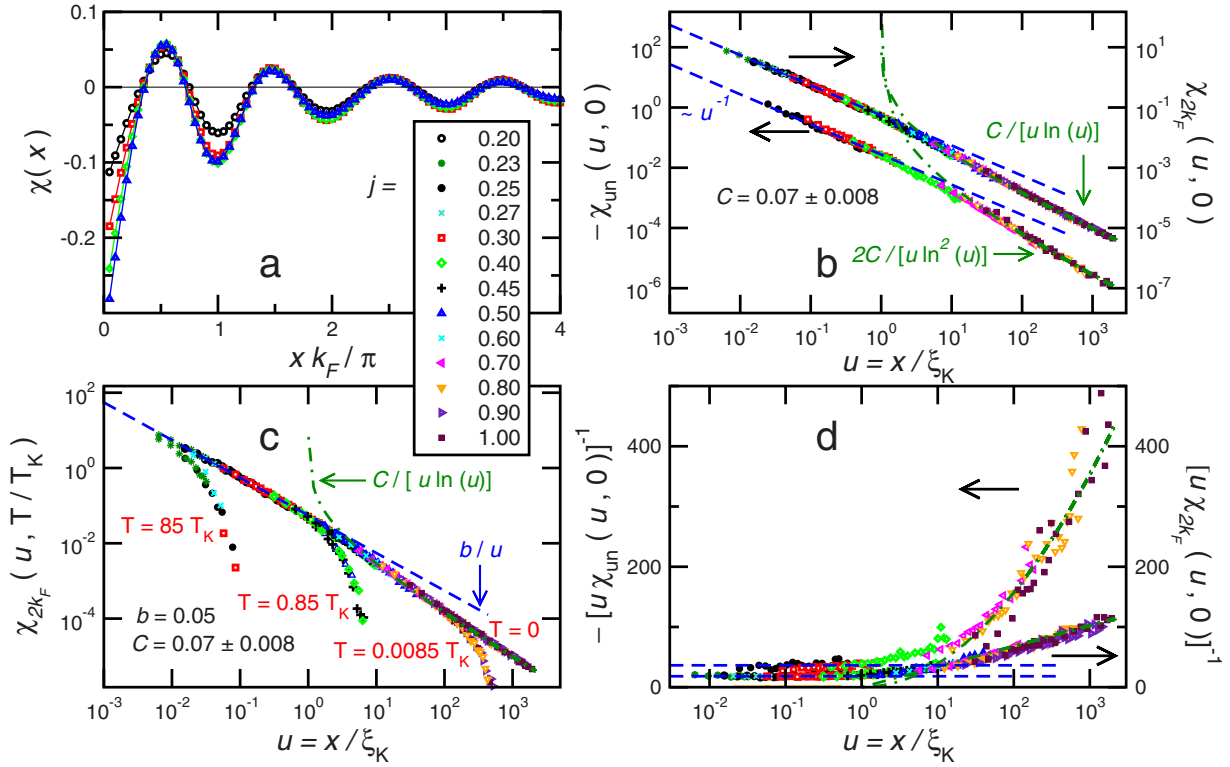 0.1
0
-0.1
-0.2
χ(x)
a
0 1 2 3 4
x k_F / π
j =
0.20
0.23
0.25
0.27
0.30
0.40
0.45
0.50
0.60
0.70
0.80
0.90
1.00
10^2
10^0
10^-2
10^-4
10^-6
− χ_un ( u , 0 )
~ u^-1
C = 0.07 ± 0.008
b
C / [u ln (u)]
2C / [u ln^2 (u)]
10^1
10^-1
10^-3
10^-5
10^-7
χ_2k_F ( u , 0 )
10^-3 10^-2 10^-1 10^0 10^1 10^2 10^3
u = x / ξ_K
10^2
10^0
10^-2
10^-4
χ_2k_F ( u , T / T_K )
c
C / [ u ln (u)]
b / u
T = 85 T_K
T = 0.85 T_K
T = 0
T = 0.0085 T_K
b = 0.05
C = 0.07 ± 0.008
10^-3 10^-2 10^-1 10^0 10^1 10^2 10^3
u = x / ξ_K
400
200
0
− [u χ_un ( u , 0 )]^-1
d
400
300
200
100
0
[u χ_2k_F ( u , 0 )]^-1
10^-2 10^-1 10^0 10^1 10^2 10^3
u = x / ξ_K